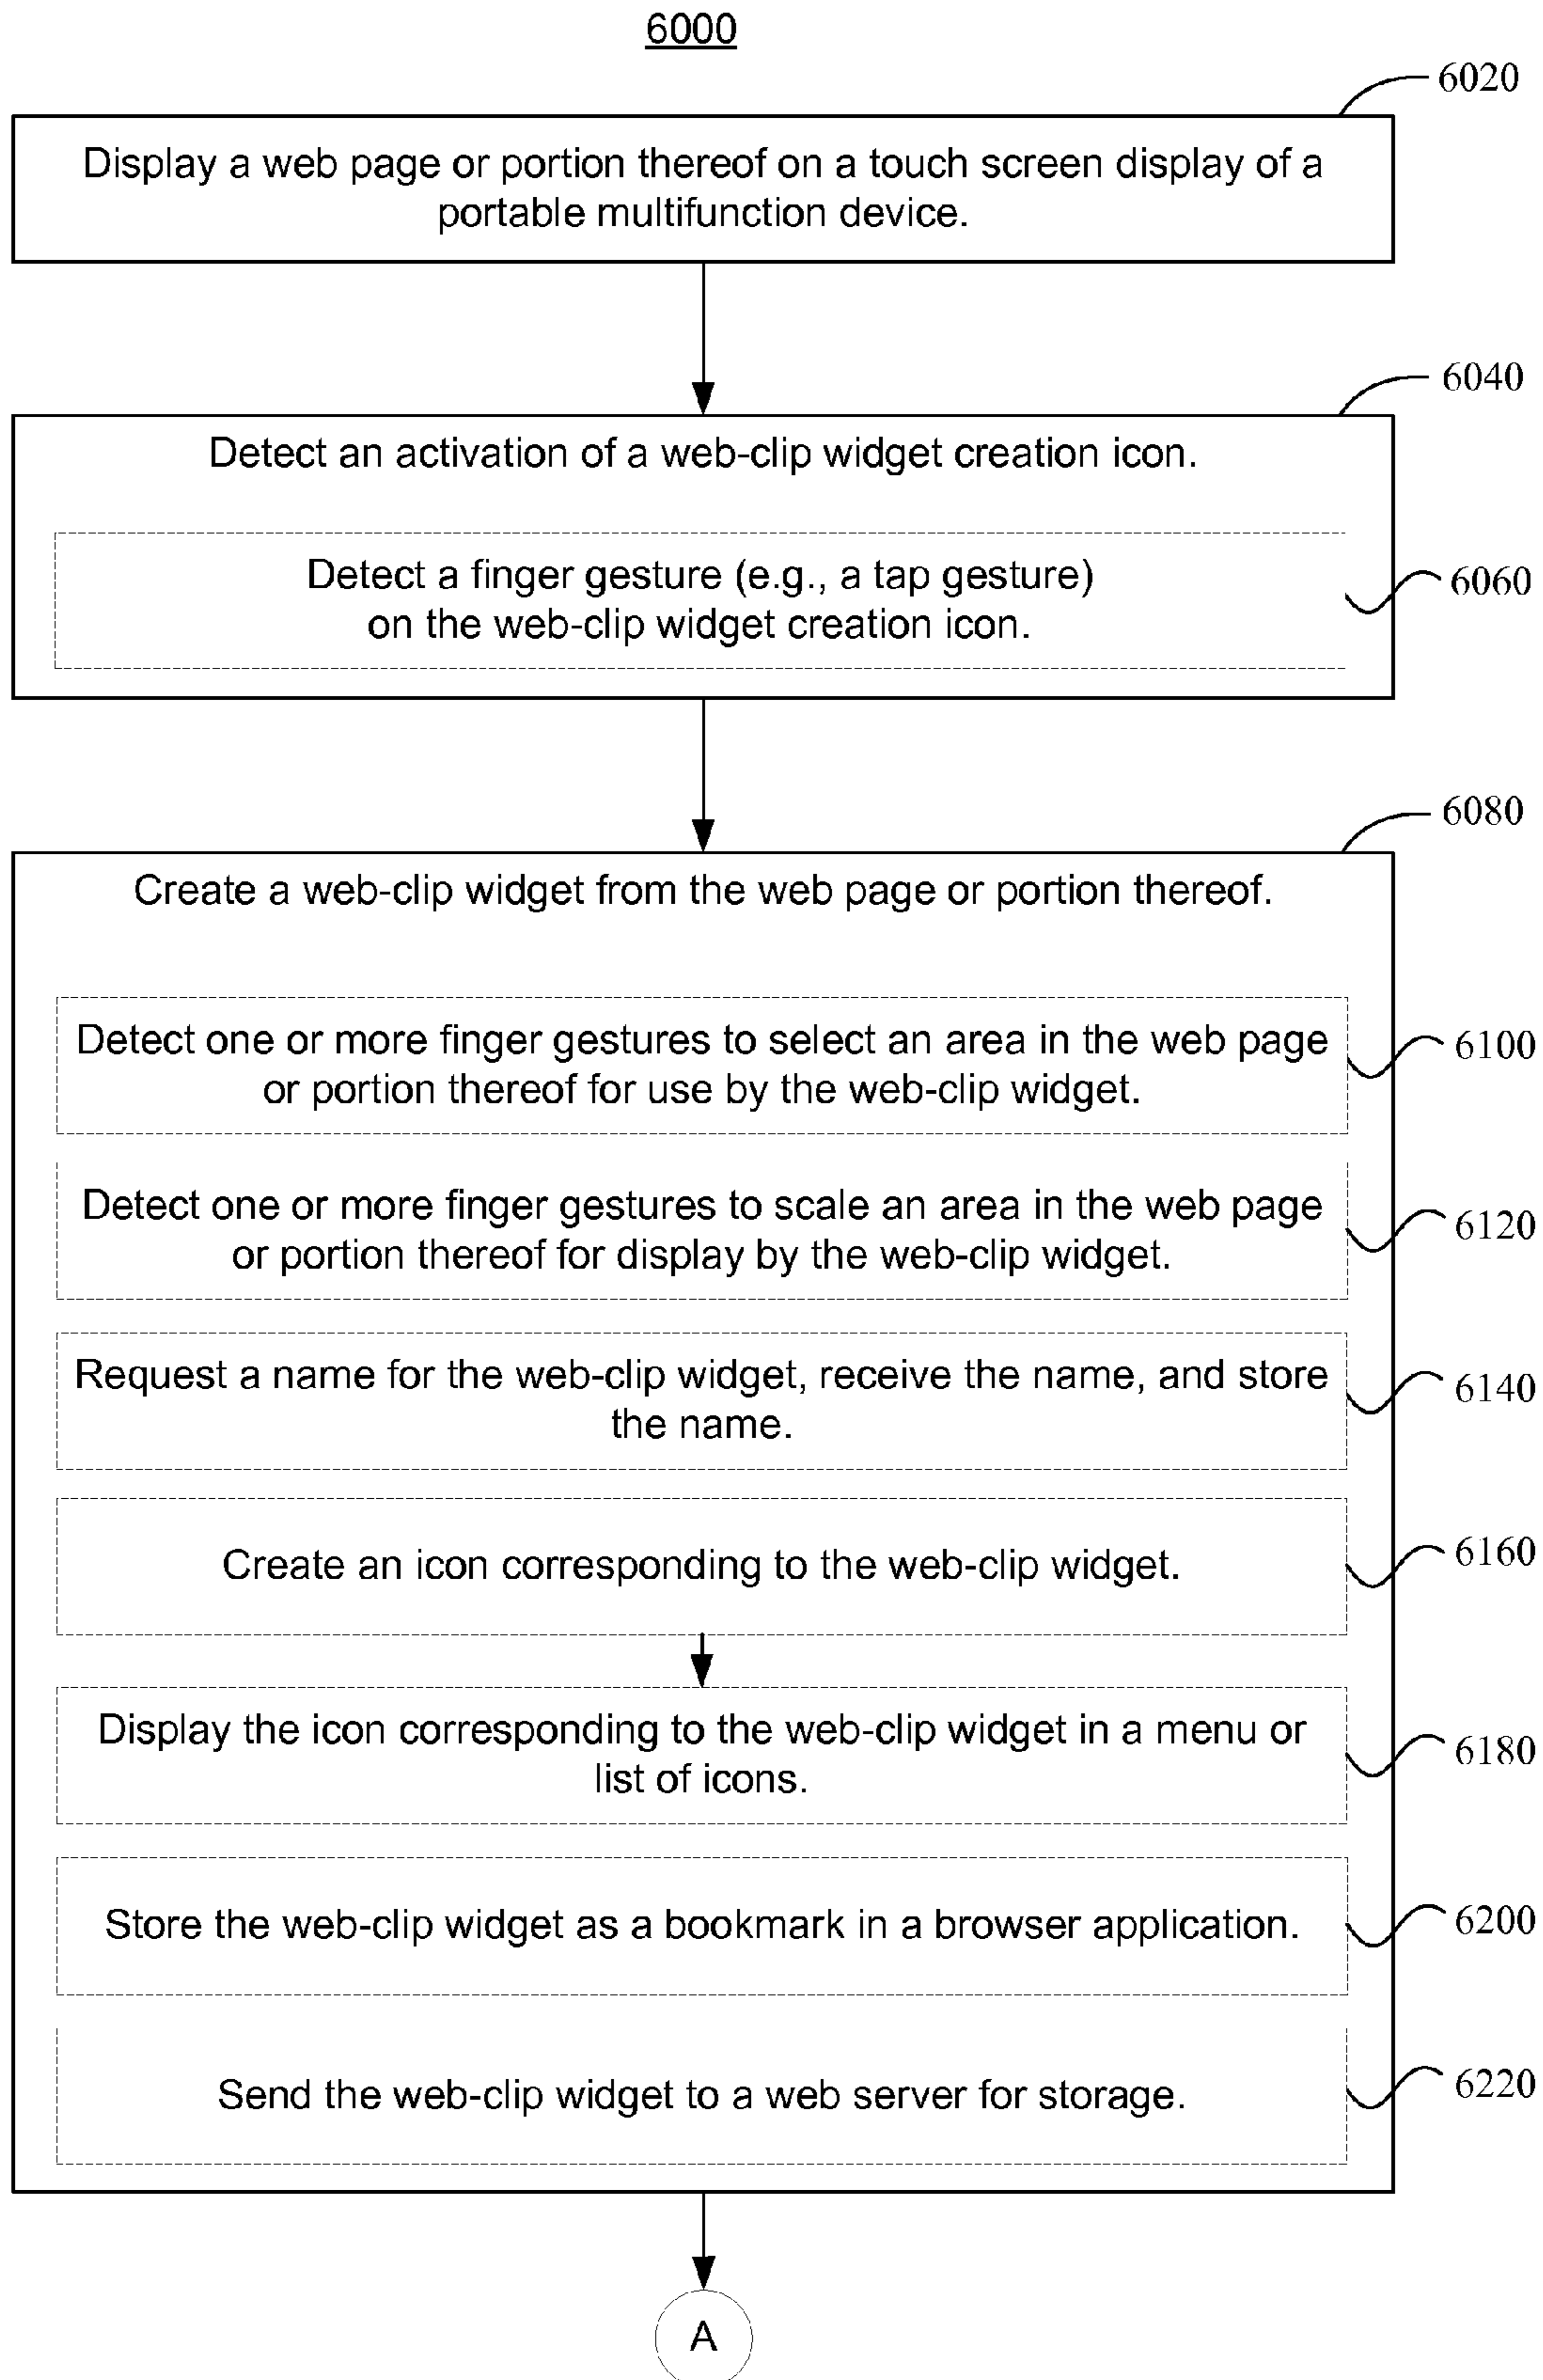 6000
6020
Display a web page or portion thereof on a touch screen display of a
portable multifunction device.
6040
Detect an activation of a web-clip widget creation icon.
Detect a finger gesture (e.g., a tap gesture)
on the web-clip widget creation icon.
6060
6080
Create a web-clip widget from the web page or portion thereof.
Detect one or more finger gestures to select an area in the web page
or portion thereof for use by the web-clip widget.
6100
Detect one or more finger gestures to scale an area in the web page
or portion thereof for display by the web-clip widget.
6120
Request a name for the web-clip widget, receive the name, and store
the name.
6140
Create an icon corresponding to the web-clip widget.
6160
Display the icon corresponding to the web-clip widget in a menu or
list of icons.
6180
Store the web-clip widget as a bookmark in a browser application.
6200
Send the web-clip widget to a web server for storage.
6220
A